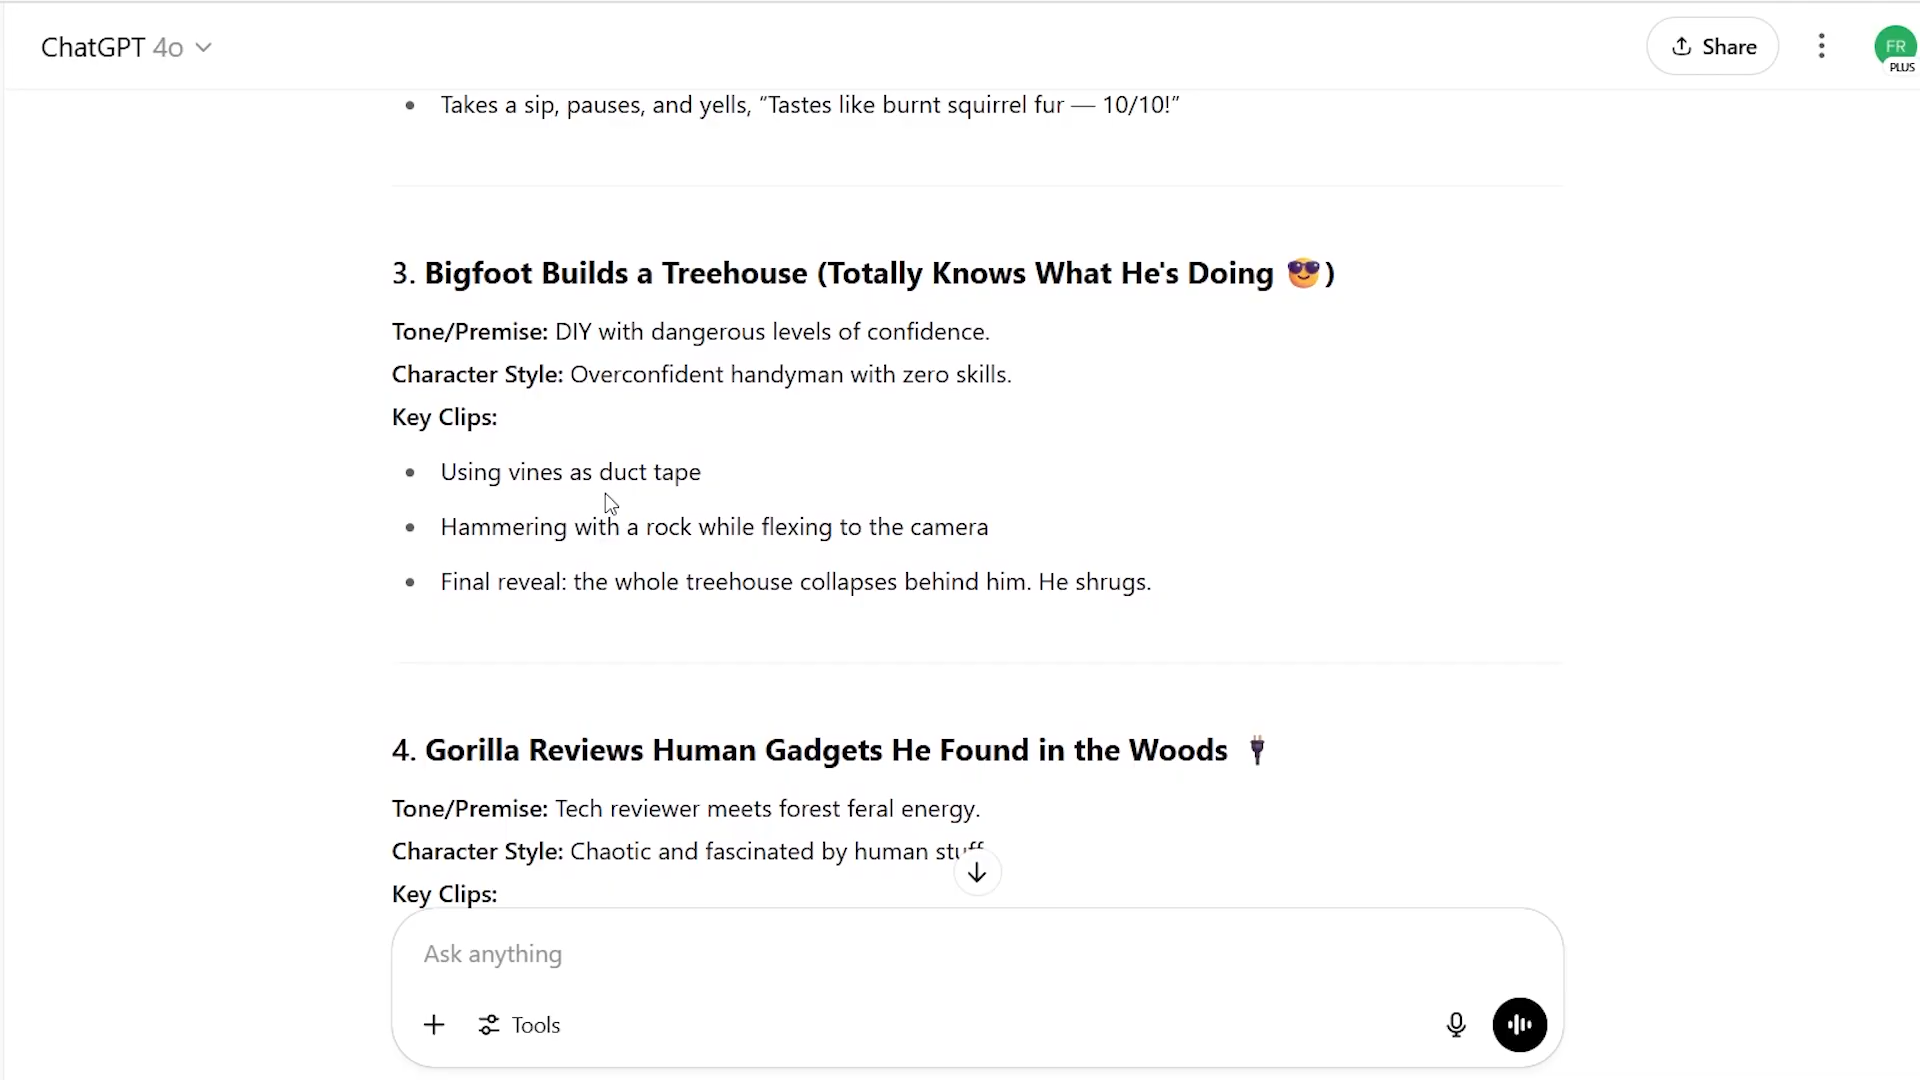 ChatGPT 4o
Share
FR
PLUS
Takes a sip, pauses, and yells, “Tastes like burnt squirrel fur — 10/10!”
3. Bigfoot Builds a Treehouse (Totally Knows What He's Doing 😎)
Tone/Premise: DIY with dangerous levels of confidence.
Character Style: Overconfident handyman with zero skills.
Key Clips:
Using vines as duct tape
Hammering with a rock while flexing to the camera
Final reveal: the whole treehouse collapses behind him. He shrugs.
4. Gorilla Reviews Human Gadgets He Found in the Woods 🔌
Tone/Premise: Tech reviewer meets forest feral energy.
Character Style: Chaotic and fascinated by human stuff
Key Clips:
Ask anything
Tools